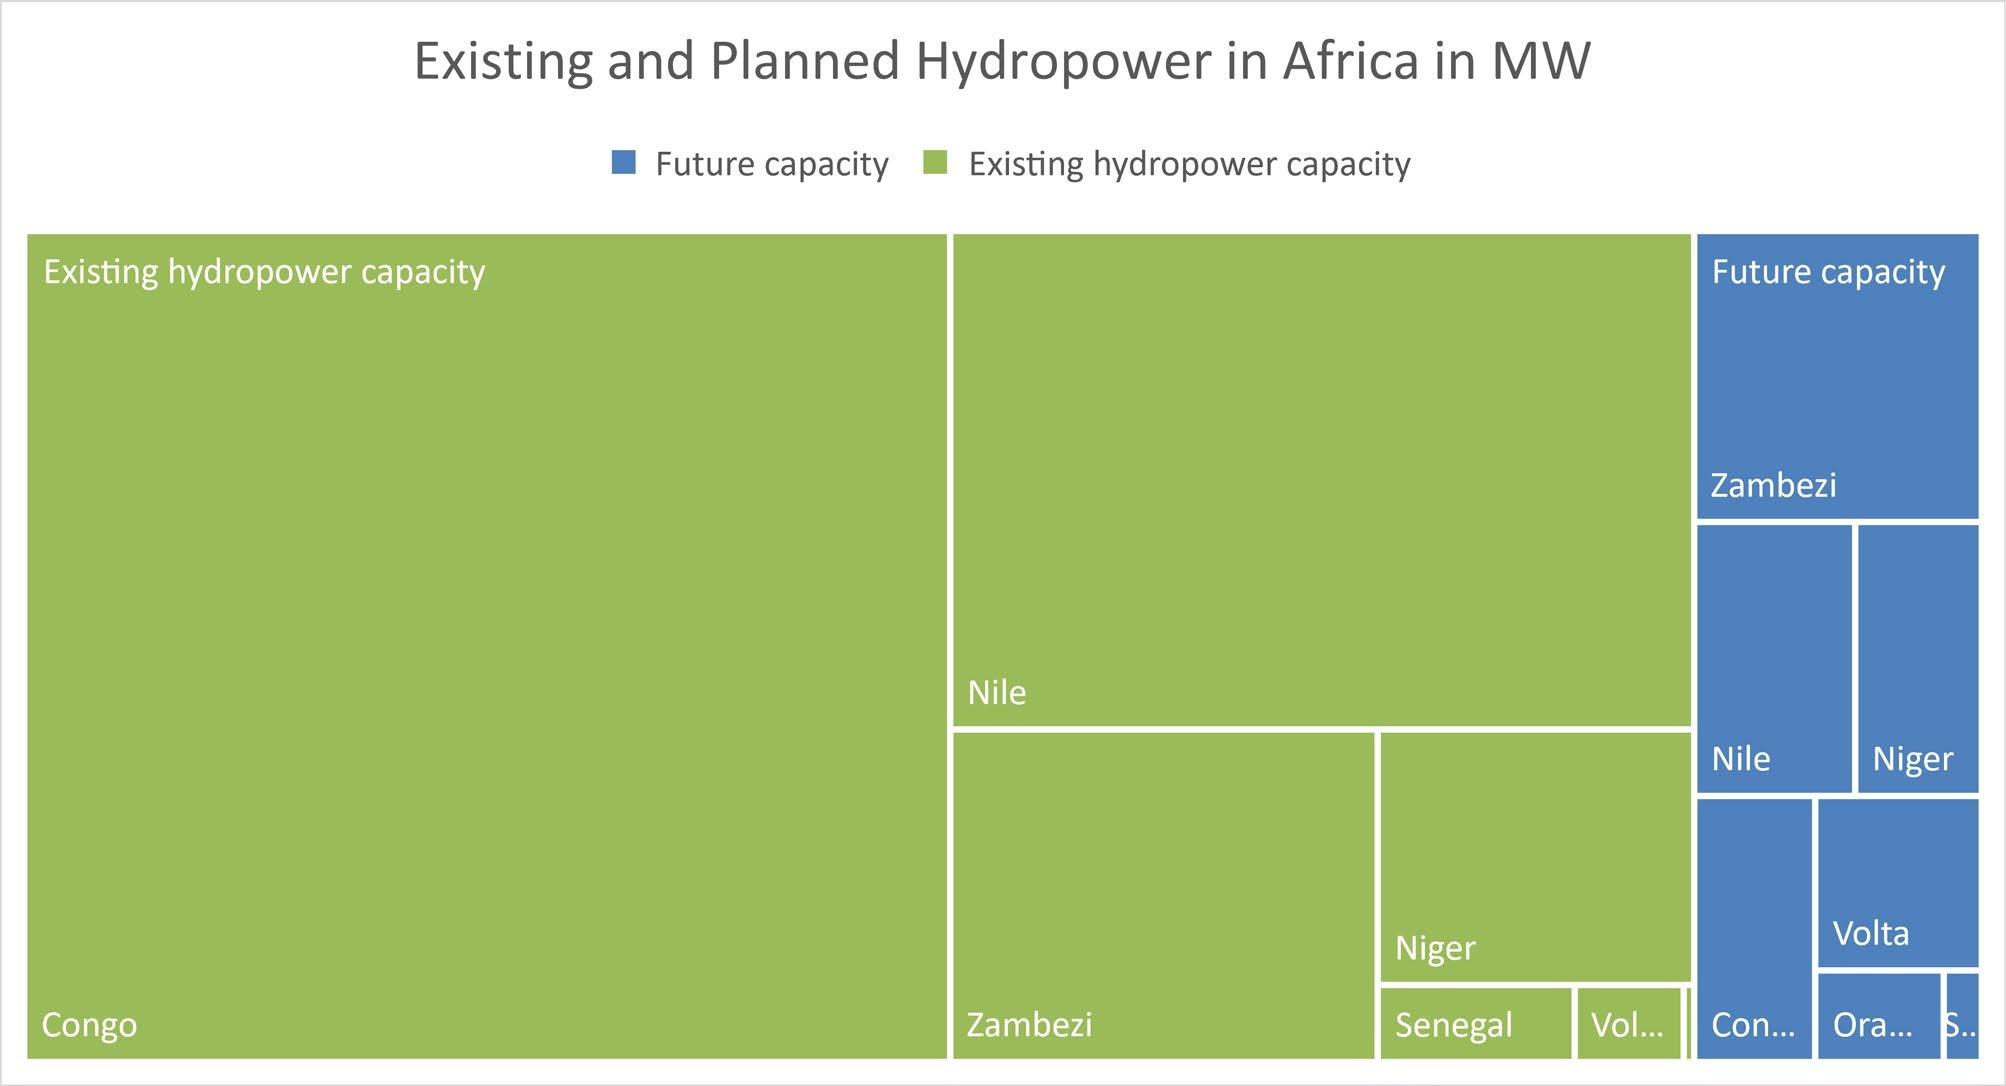 Existing and Planned Hydropower in Africa in MW
Future capacity
Existing hydropower capacity
Existing hydropower capacity
Congo
Nile
Zambezi
Niger
Senegal
Vol...
Future capacity
Zambezi
Nile
Niger
Con...
Volta
Ora...
S...